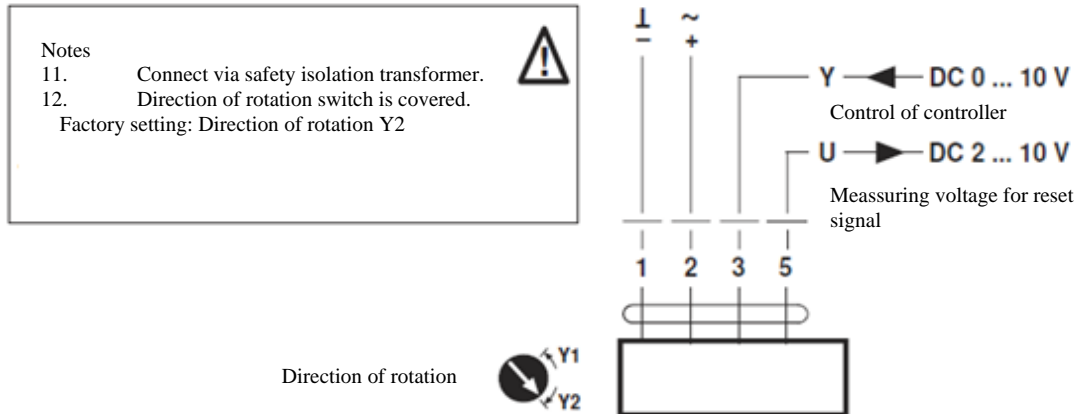 Notes
11. Connect via safety isolation transformer.
12. Direction of rotation switch is covered.
Factory setting: Direction of rotation Y2
⊥ ~
− +
Y DC 0 ... 10 V
Control of controller
U DC 2 ... 10 V
Meassuring voltage for reset
signal
1 2 3 5
Direction of rotation
Y1
Y2